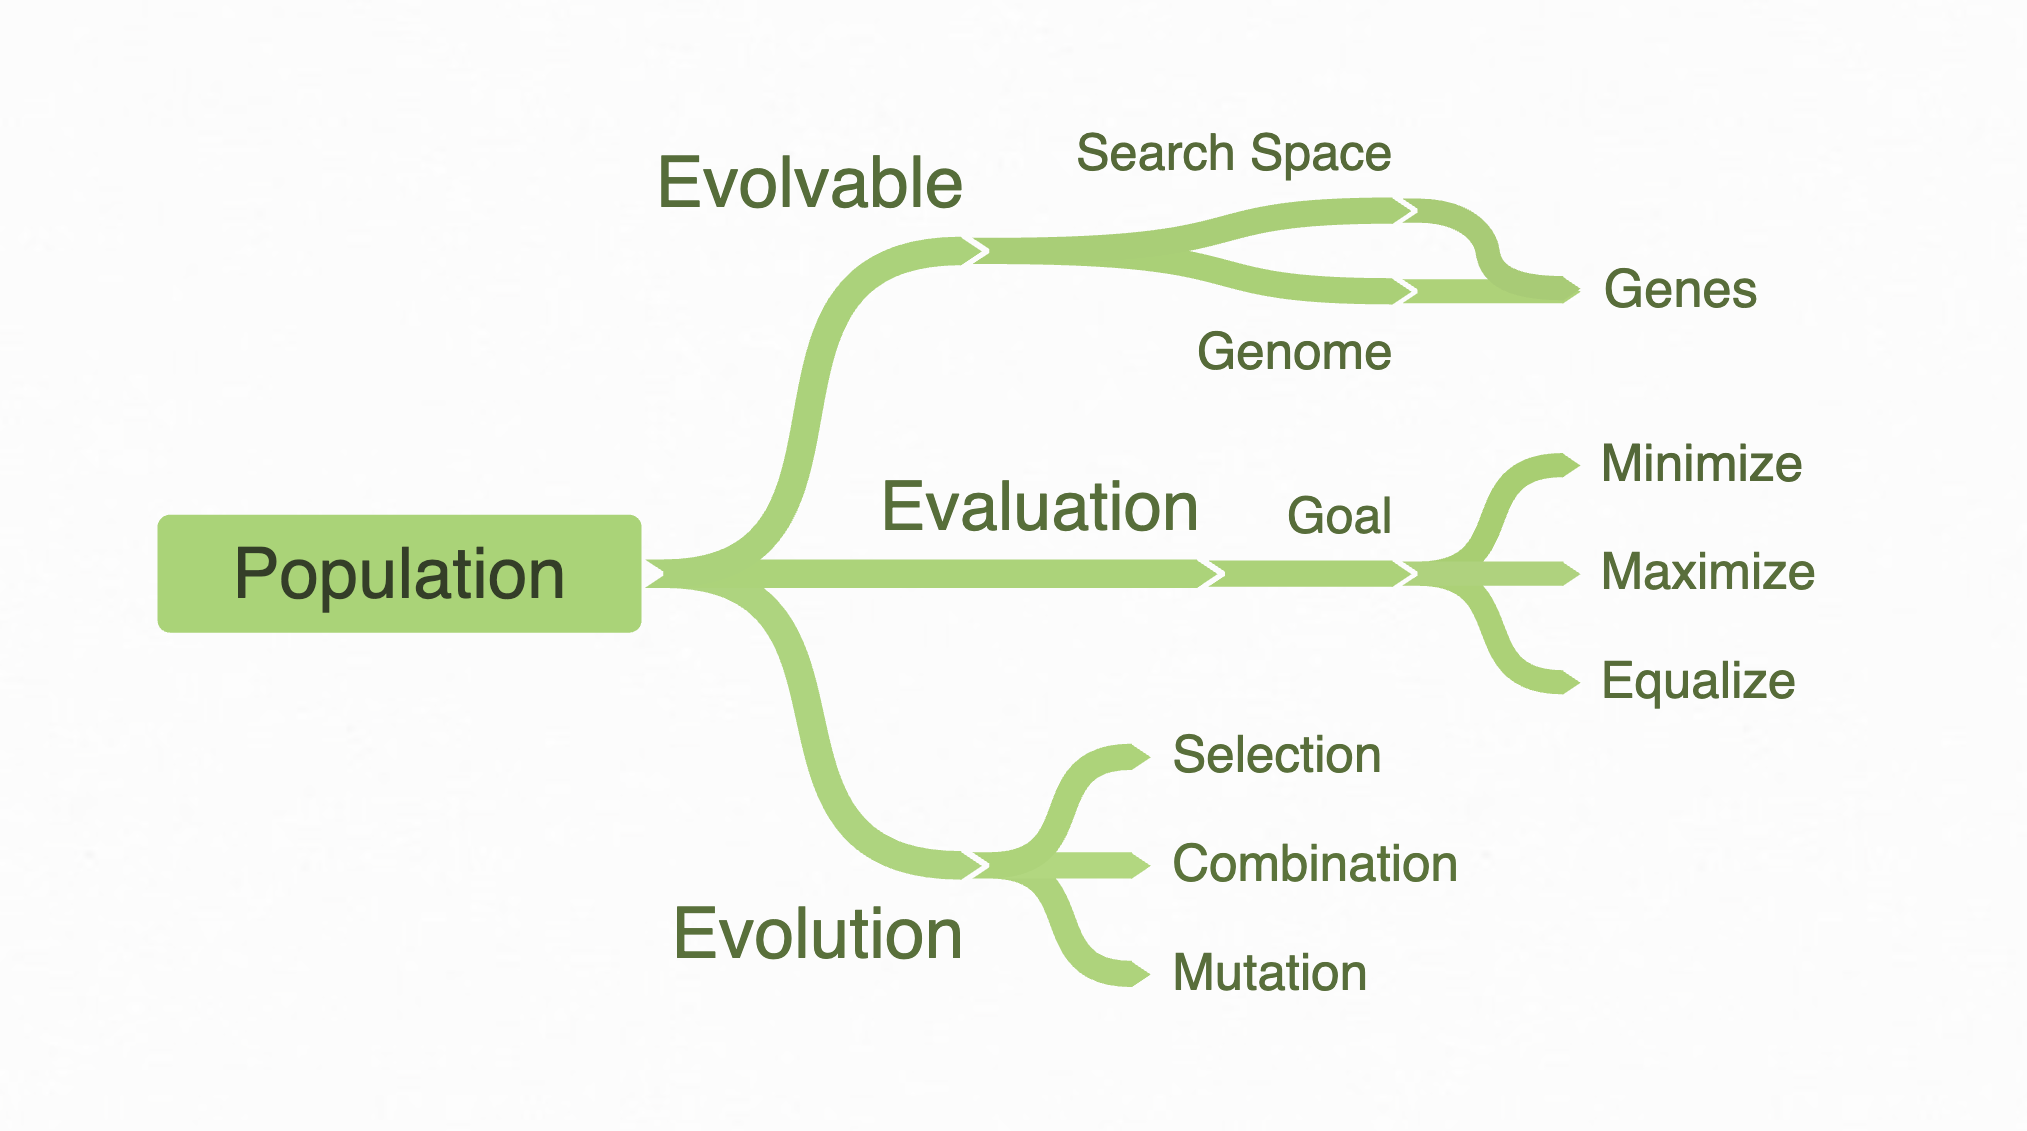 Population
Evolvable
Search Space
Genome
Genes
Evaluation
Goal
Minimize
Maximize
Equalize
Evolution
Selection
Combination
Mutation